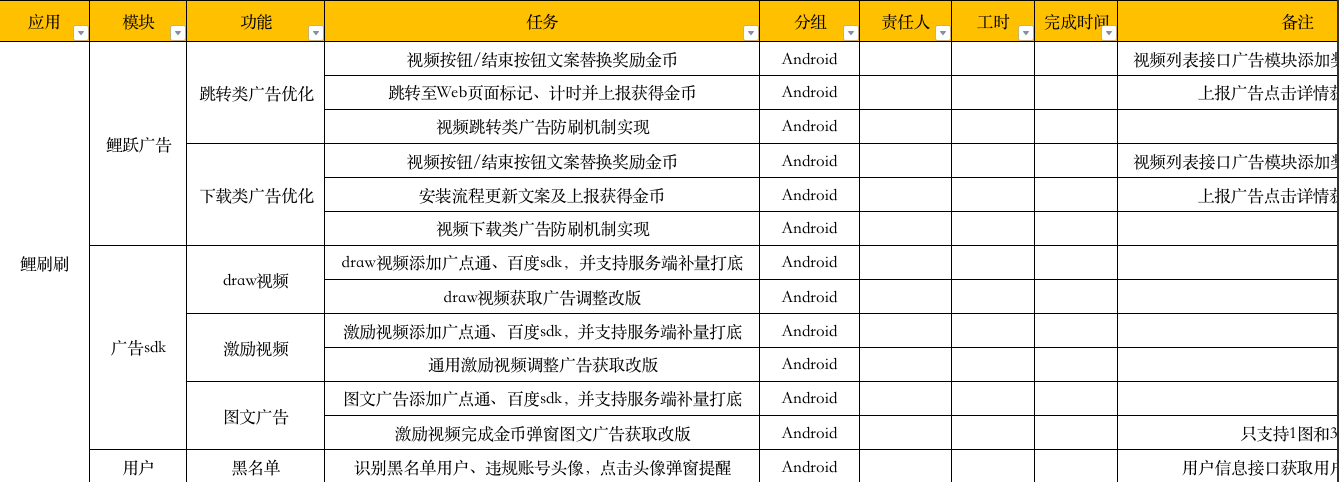 应用 模块 功能 任务 分组 责任人 工时 完成时间 备注
视频按钮/结束按钮文案替换奖励金币 Android 视频列表接口广告模块添加
跳转类广告优化 跳转至Web页面标记、计时并上报获得金币 Android 上报广告点击详情
视频跳转类广告防刷机制实现 Android
鲤跃广告
视频按钮/结束按钮文案替换奖励金币 Android 视频列表接口广告模块添加
下载类广告优化 安装流程更新文案及上报获得金币 Android 上报广告点击详情
视频下载类广告防刷机制实现 Android
鲤刷刷
draw视频 draw视频添加广点通、百度sdk，并支持服务端补量打底 Android
draw视频获取广告调整改版 Android
广告sdk
激励视频 激励视频添加广点通、百度sdk，并支持服务端补量打底 Android
通用激励视频调整广告获取改版 Android
图文广告 图文广告添加广点通、百度sdk，并支持服务端补量打底 Android
激励视频完成金币弹窗图文广告获取改版 Android 只支持1图和3
用户 黑名单 识别黑名单用户、违规账号头像，点击头像弹窗提醒 Android 用户信息接口获取用